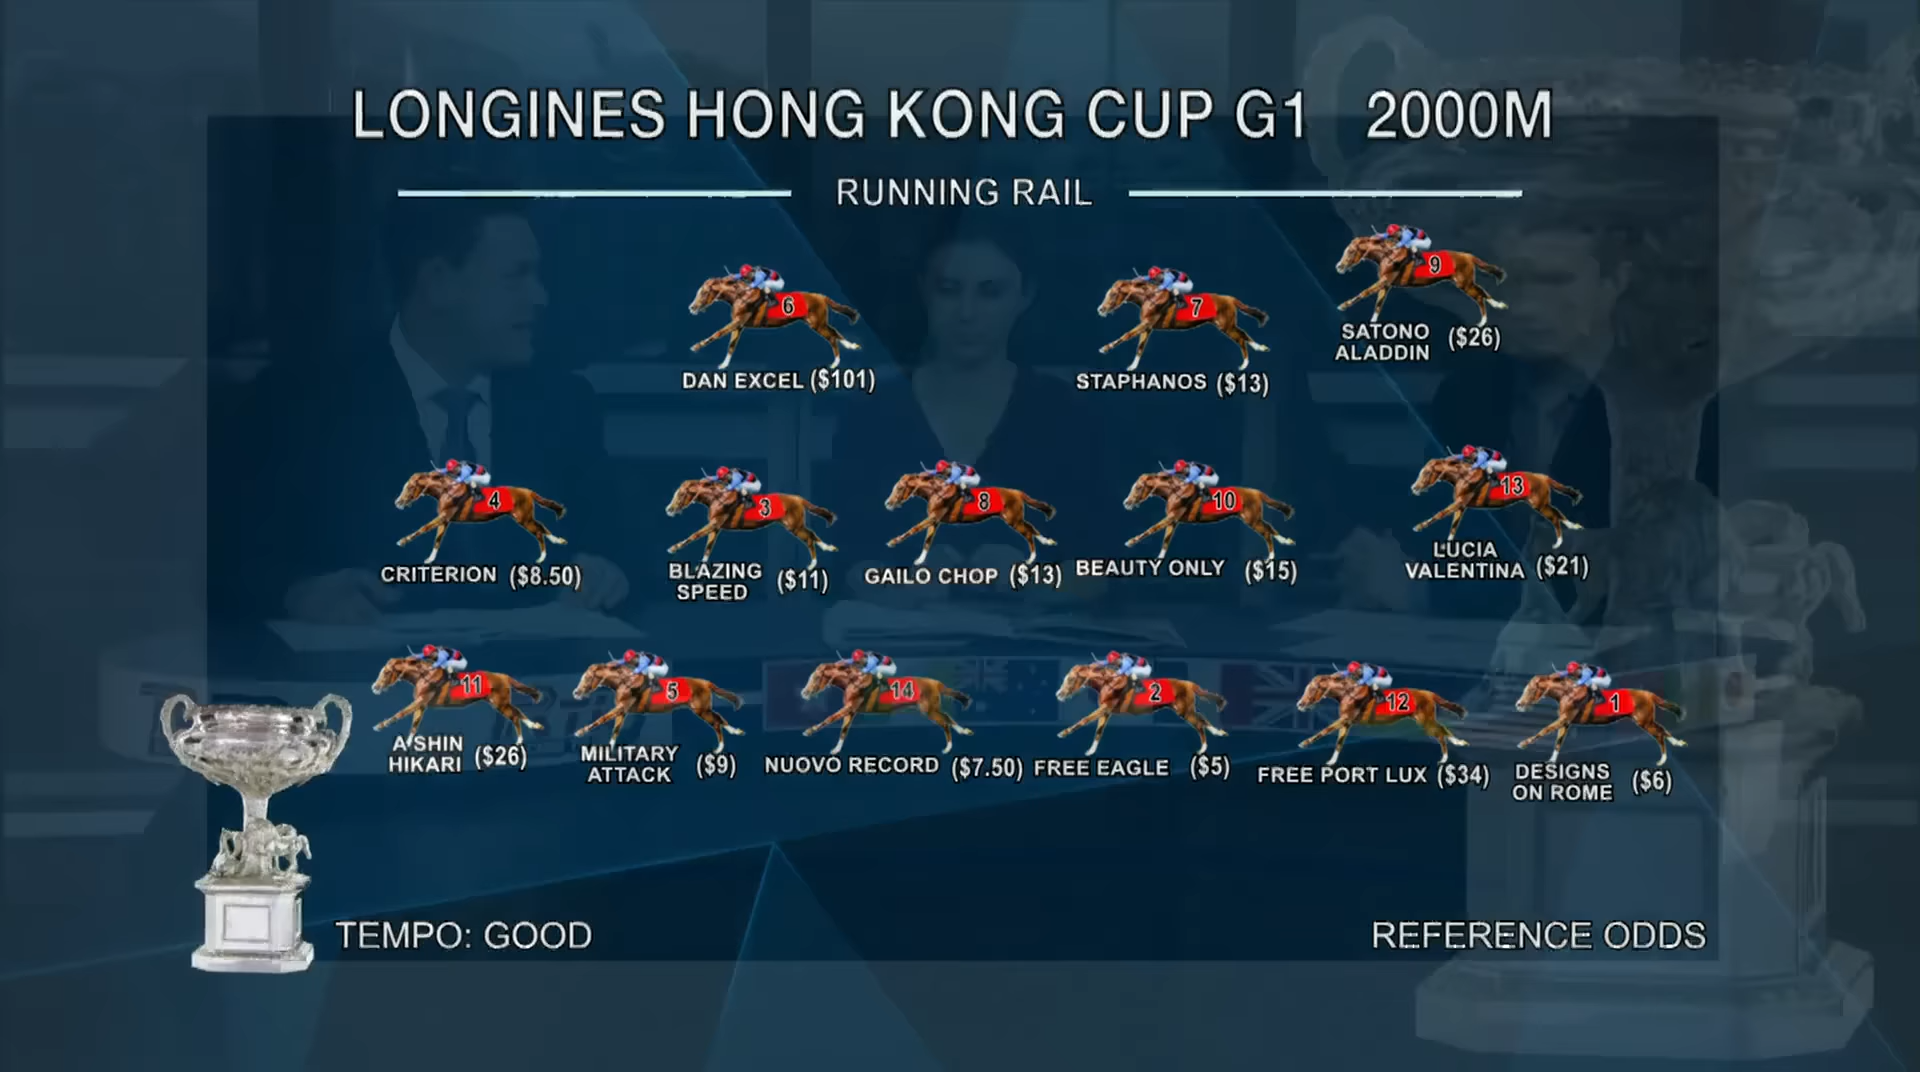 LONGINES HONG KONG CUP G1 2000M
RUNNING RAIL
9
6
7
SATONO
ALADDIN ($26)
DAN EXCEL ($101)
STAPHANOS ($13)
4
3
8
10
13
CRITERION ($8.50)
BLAZING
SPEED ($11)
GAILO CHOP ($13)
BEAUTY ONLY ($15)
LUCIA
VALENTINA ($21)
11
5
14
2
12
1
A SHIN
HIKARI ($26)
MILITARY
ATTACK ($9)
NUOVO RECORD ($7.50)
FREE EAGLE ($5)
FREE PORT LUX ($34)
DESIGNS
ON ROME ($6)
TEMPO: GOOD
REFERENCE ODDS